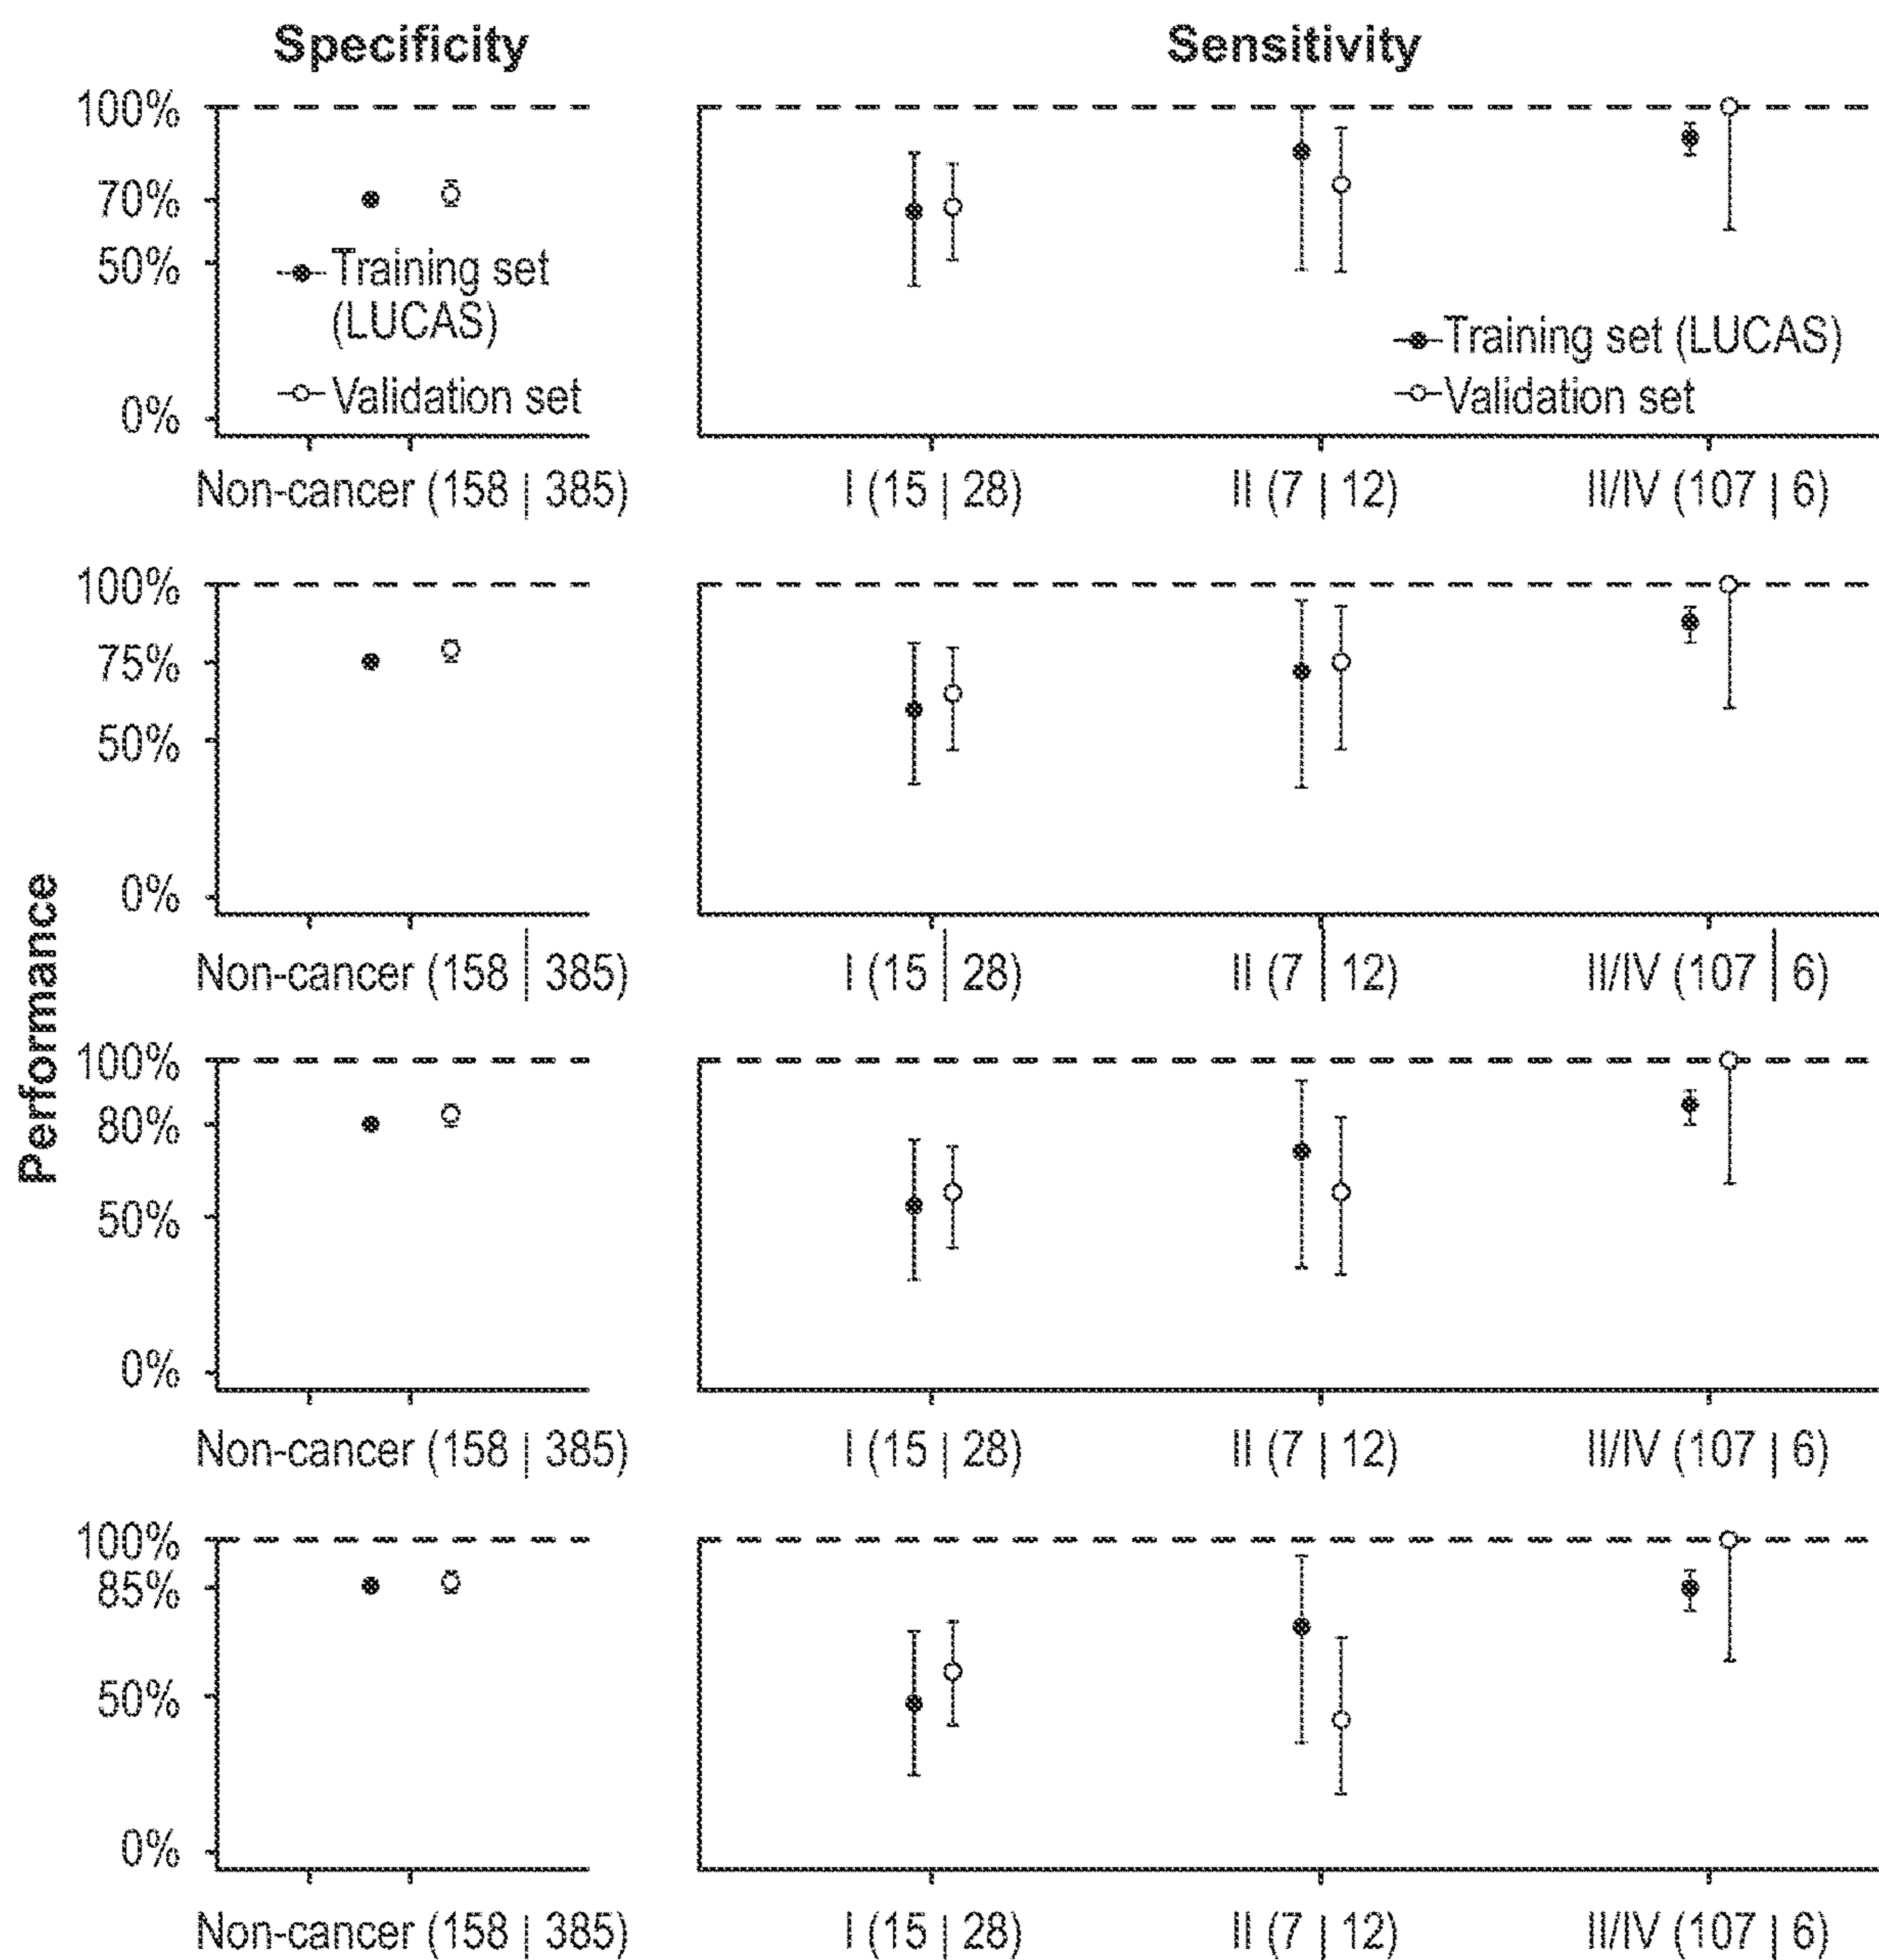 Specificity
Sensitivity
Performance
100%
70%
50%
0%
Training set
(LUCAS)
Validation set
Training set (LUCAS)
Validation set
Non-cancer (158 | 385)
I (15 | 28)
II (7 | 12)
II/IV (107 | 6)
100%
75%
50%
0%
Non-cancer (158 | 385)
I (15 | 28)
II (7 | 12)
II/IV (107 | 6)
100%
80%
50%
0%
Non-cancer (158 | 385)
I (15 | 28)
II (7 | 12)
II/IV (107 | 6)
100%
85%
50%
0%
Non-cancer (158 | 385)
I (15 | 28)
II (7 | 12)
II/IV (107 | 6)